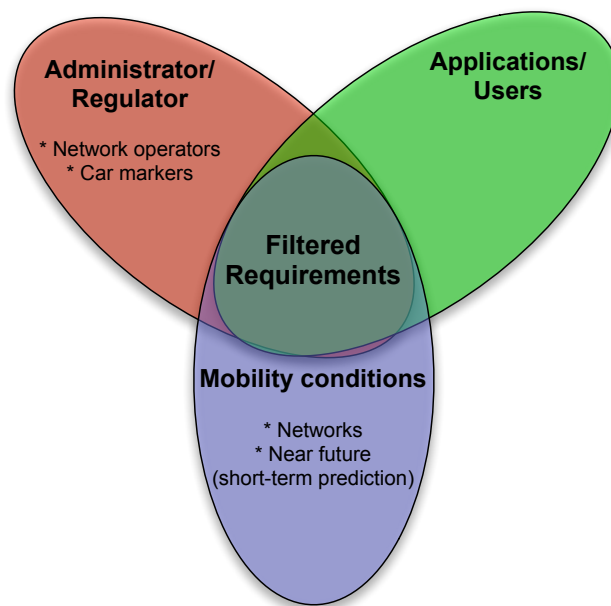 Administrator/
Regulator
* Network operators
* Car markers
Applications/
Users
Filtered
Requirements
Mobility conditions
* Networks
* Near future
(short-term prediction)